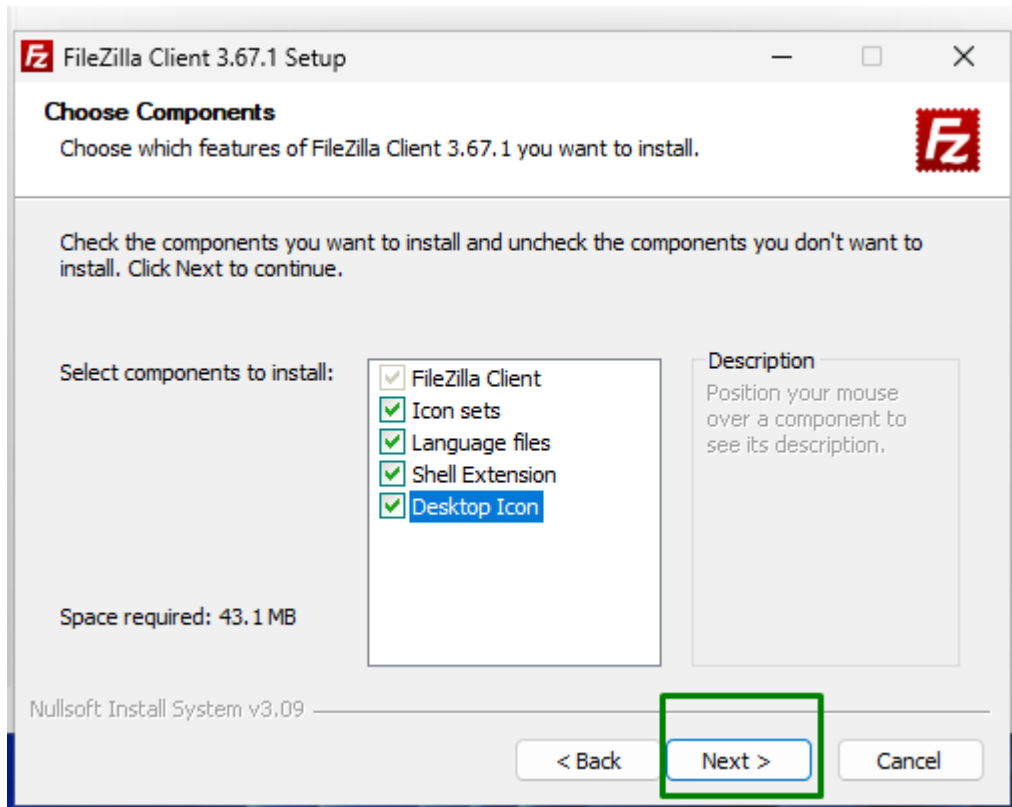 FileZilla Client 3.67.1 Setup
Choose Components
Choose which features of FileZilla Client 3.67.1 you want to install.
Check the components you want to install and uncheck the components you don't want to
install. Click Next to continue.
Select components to install:
FileZilla Client
Icon sets
Language files
Shell Extension
Desktop Icon
Description
Position your mouse
over a component to
see its description.
Space required: 43.1 MB
Nullsoft Install System v3.09
< Back Next > Cancel